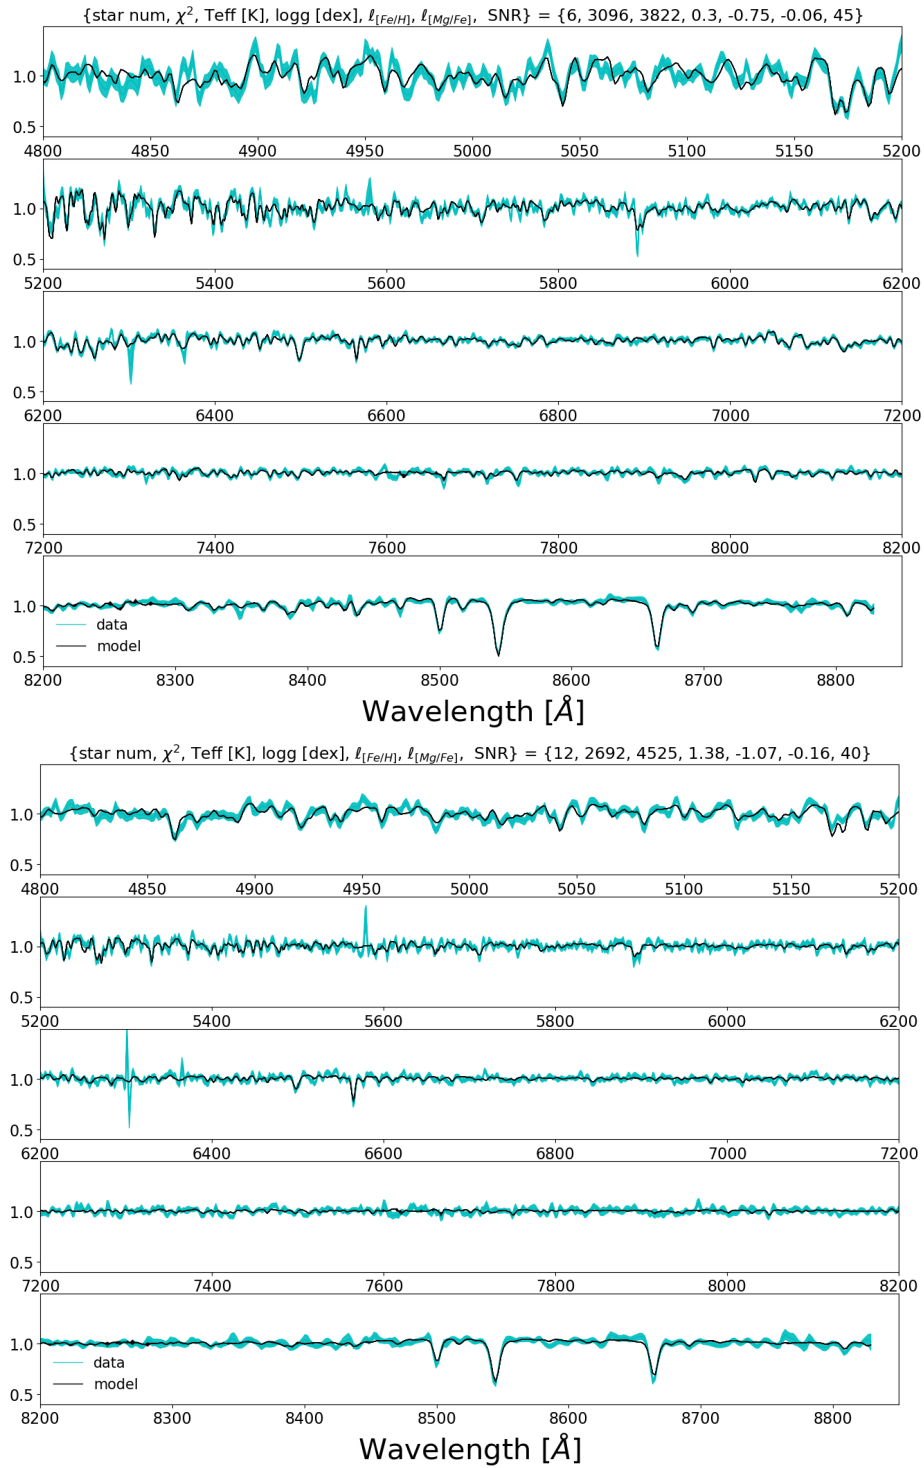 {star num, χ², Teff [K], logg [dex], ℓ[Fe/H], ℓ[Mg/Fe], SNR} = {6, 3096, 3822, 0.3, -0.75, -0.06, 45}
1.0
0.5
4800 4850 4900 4950 5000 5050 5100 5150 5200
1.0
0.5
5200 5400 5600 5800 6000 6200
1.0
0.5
6200 6400 6600 6800 7000 7200
1.0
0.5
7200 7400 7600 7800 8000 8200
1.0
0.5
data
model
8200 8300 8400 8500 8600 8700 8800
Wavelength [Å]
{star num, χ², Teff [K], logg [dex], ℓ[Fe/H], ℓ[Mg/Fe], SNR} = {12, 2692, 4525, 1.38, -1.07, -0.16, 40}
1.0
0.5
4800 4850 4900 4950 5000 5050 5100 5150 5200
1.0
0.5
5200 5400 5600 5800 6000 6200
1.0
0.5
6200 6400 6600 6800 7000 7200
1.0
0.5
7200 7400 7600 7800 8000 8200
1.0
0.5
data
model
8200 8300 8400 8500 8600 8700 8800
Wavelength [Å]